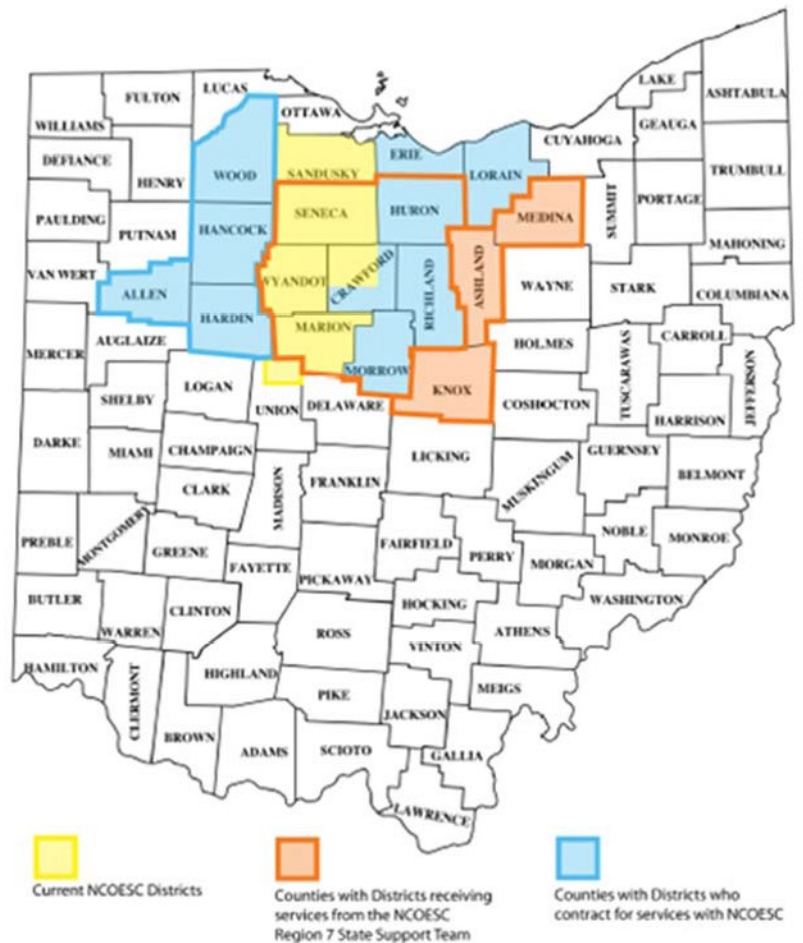 LAKE
ASHTABULA
LUCAS
FULTON
OTTAWA
WILLIAMS
GEAUGA
CUYAHOGA
ERIE
DEFIANCE
HENRY
WOOD
SANDUSKY
LORAIN
TRUMBULL
SUMMIT
PORTAGE
PAULDING
PUTNAM
HANCOCK
SENECA
HURON
MEDINA
MAHONING
VAN WERT
ALLEN
WYANDOT
CRAWFORD
RICHLAND
ASHLAND
WAYNE
STARK
COLUMBIANA
HARDIN
MARION
MERCER
AUGLAIZE
HOLMES
CARROLL
TUSCARAWAS
JEFFERSON
MORROW
LOGAN
SHELBY
UNION
DELAWARE
KNOX
COSHOCTON
HARRISON
DARKE
MIAMI
CHAMPAIGN
LICKING
MUSKINGUM
GUERNSEY
BELMONT
CLARK
MADISON
FRANKLIN
PREBLE
MONTGOMERY
GREENE
FAYETTE
PICKAWAY
FAIRFIELD
PERRY
MORGAN
NOBLE
MONROE
BUTLER
WARREN
CLINTON
ROSS
HOCKING
VINTON
ATHENS
WASHINGTON
HAMILTON
CLERMONT
HIGHLAND
PIKE
JACKSON
MEIGS
BROWN
ADAMS
SCIOTO
GALLIA
LAWRENCE
Current NCOESC Districts
Counties with Districts receiving
services from the NCOESC
Region 7 State Support Team
Counties with Districts who
contract for services with NCOESC